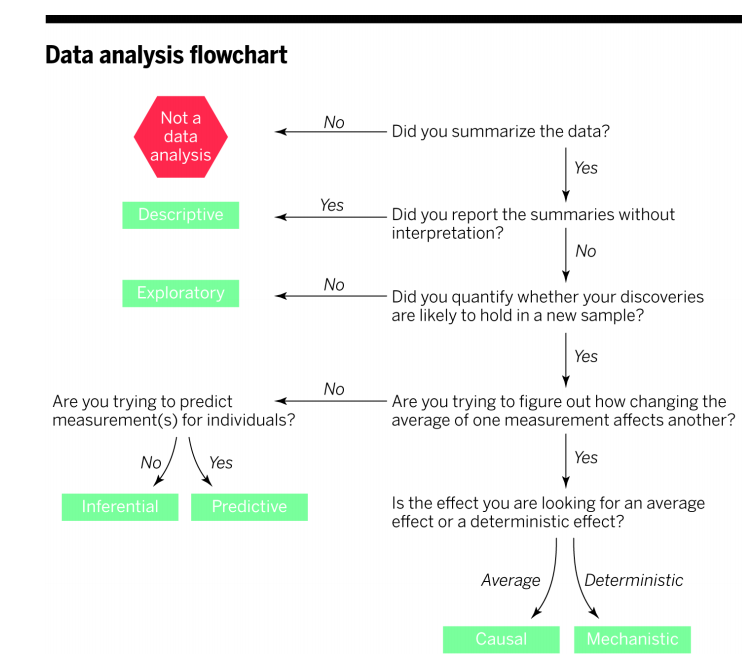 Data analysis flowchart
Not a
data
analysis
No
Did you summarize the data?
Yes
Descriptive
Yes
Did you report the summaries without
interpretation?
No
Exploratory
No
Did you quantify whether your discoveries
are likely to hold in a new sample?
Yes
Are you trying to predict
measurement(s) for individuals?
No
Are you trying to figure out how changing the
average of one measurement affects another?
No
Yes
Yes
Inferential
Predictive
Is the effect you are looking for an average
effect or a deterministic effect?
Average
Deterministic
Causal
Mechanistic